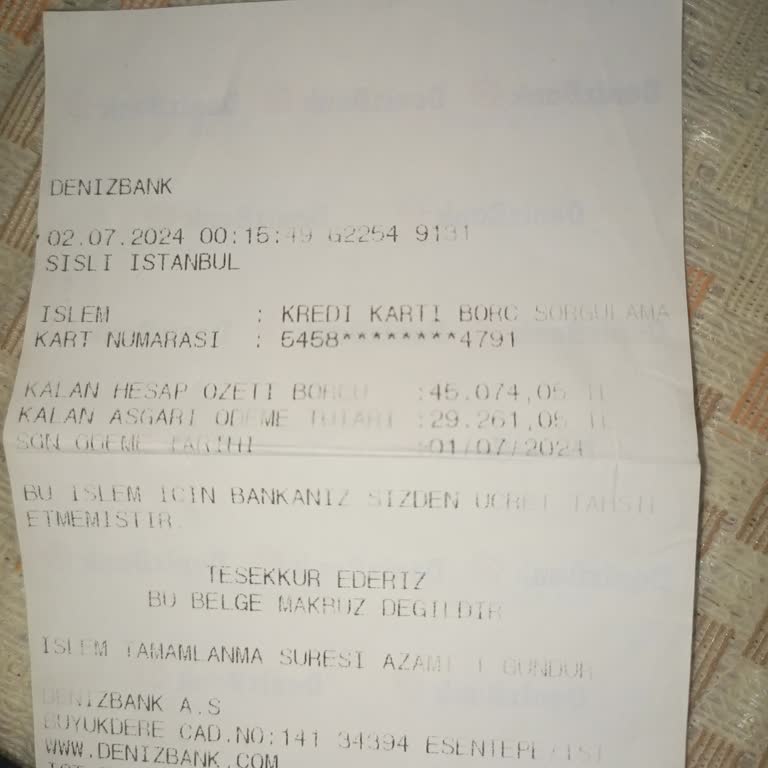 DENIZBANK
02.07.2024 00:15:49 G2254 9131
SISLI ISTANBUL
ISLEM : KREDI KARTI BORC SORGULAMA
KART NUMARASI : 5458********4791
KALAN HESAP OZETI BORCU :45.074,05 TL
KALAN ASGARI ODEME TUTARI :29.261,05 TL
SON ODEME TARIHI :01/07/2024
BU ISLEM ICIN BANKANIZ SIZDEN UCRET TAHSIL
ETMEMISTIR.
TESEKKUR EDERIZ
BU BELGE MAKBUZ DEGILDIR
ISLEM TAMAMLANMA SURESI AZAMI 1 GUNDUR
DENIZBANK A.S
BUYUKDERE CAD.NO:141 34394 ESENTEPE/IST
WWW.DENIZBANK.COM